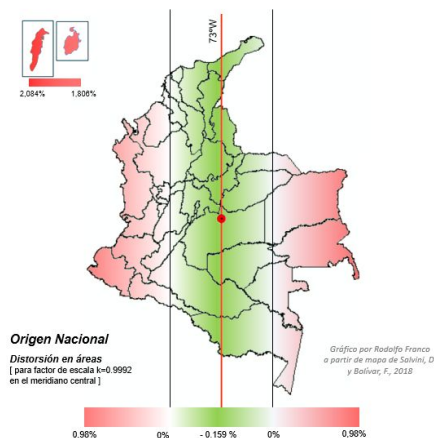 73ºW
2,084% 1,806%
Origen Nacional
Distorsión en áreas
[ para factor de escala k=0.9992
en el meridiano central ]
Gráfico por Rodolfo Franco
a partir de mapa de Salvini, D
y Bolívar, F., 2018
0.98% 0% -0.159 % 0% 0,98%